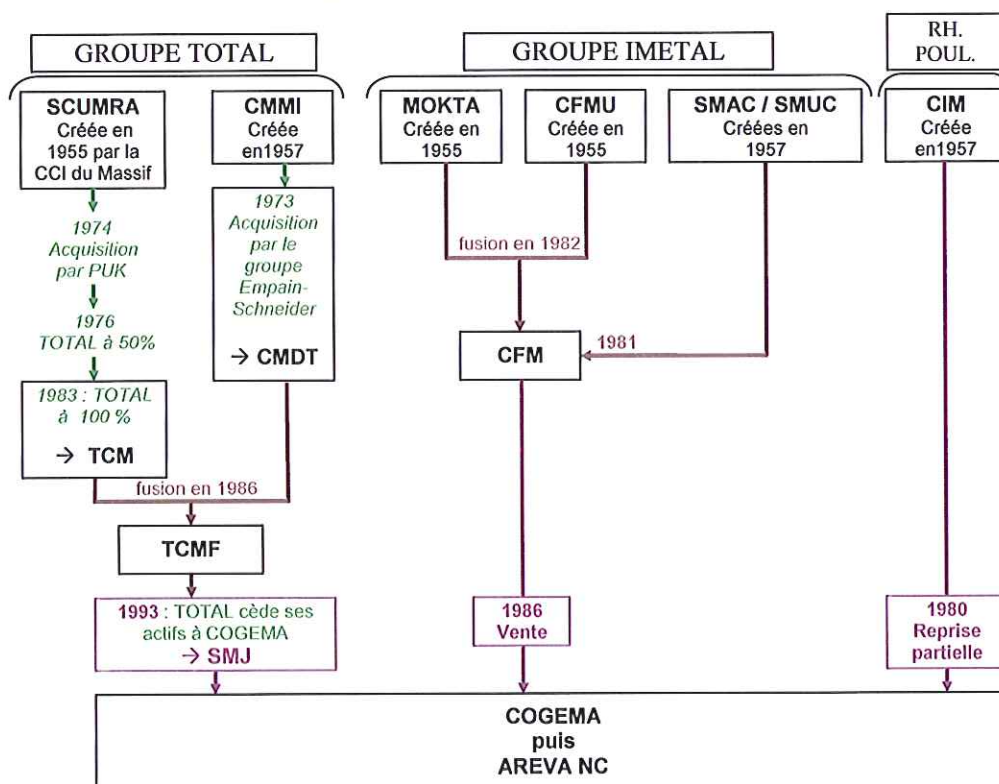 GROUPE TOTAL
GROUPE IMETAL
RH.
POUL.
SCUMRA
Créée en
1955 par la
CCI du Massif
CMMI
Créée
en1957
MOKTA
Créée en
1955
CFMU
Créée en
1955
SMAC / SMUC
Créées en
1957
CIM
Créée
en1957
1974
Acquisition
par PUK
1976
TOTAL à 50%
1983 : TOTAL
à 100 %
→ TCM
1973
Acquisition
par le
groupe
Empain-
Schneider
→ CMDT
fusion en 1982
CFM
1981
fusion en 1986
TCMF
1993 : TOTAL cède ses
actifs à COGEMA
→ SMJ
1986
Vente
1980
Reprise
partielle
COGEMA
puis
AREVA NC